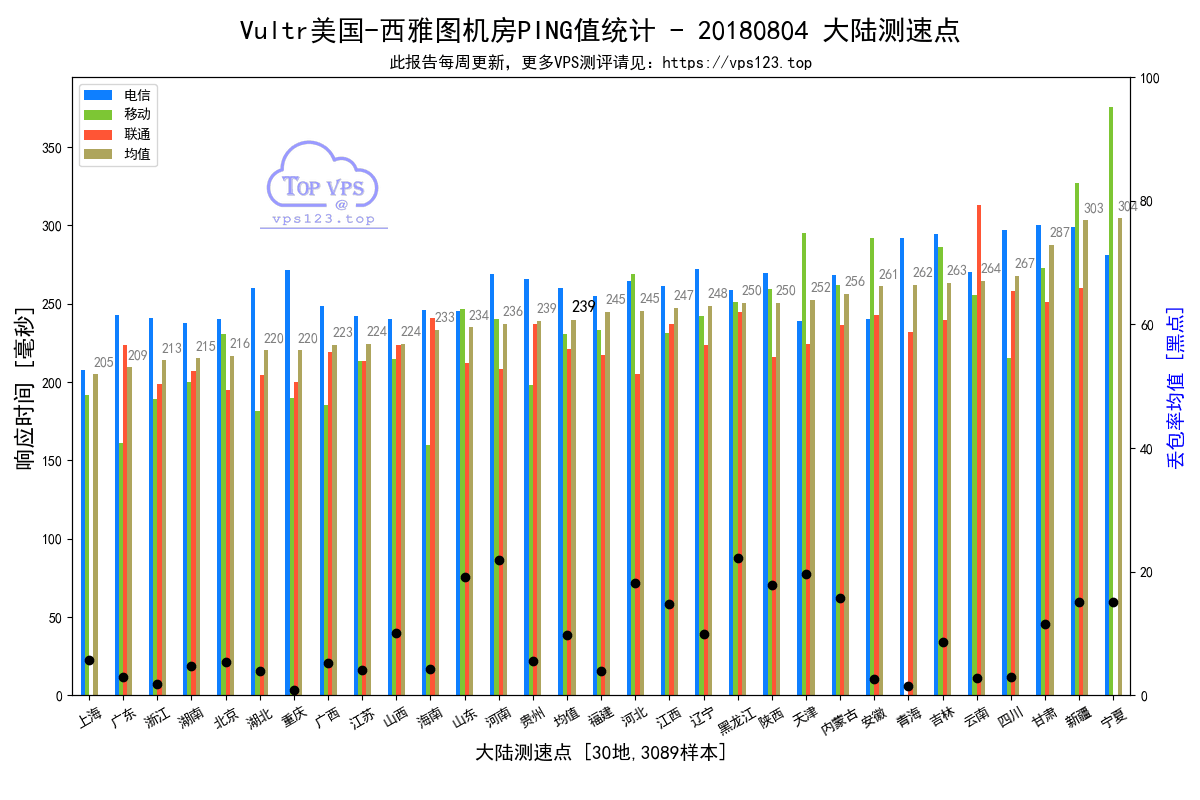 Vultr美国-西雅图机房PING值统计 - 20180804 大陆测速点
此报告每周更新，更多VPS测评请见：https://vps123.top
电信
移动
联通
均值
TOP VPS
@
vps123.top
响应时间 [毫秒]
350
300
250
200
150
100
50
0
205
209
213
215
216
220
220
223
224
224
233
234
236
239
239
245
245
247
248
250
250
252
256
261
262
263
264
267
287
303
304
100
80
60
40
20
0
丢包率均值 [黑点]
上海
广东
浙江
湖南
北京
湖北
重庆
广西
江苏
山西
海南
山东
河南
贵州
均值
福建
河北
江西
辽宁
黑龙江
陕西
天津
内蒙古
安徽
青海
吉林
云南
四川
甘肃
新疆
宁夏
大陆测速点 [30地,3089样本]